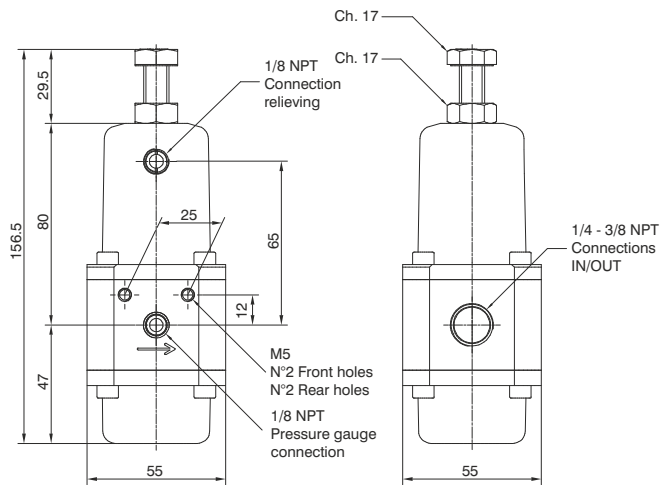 Ch. 17
1/8 NPT
Connection
relieving
Ch. 17
29.5
25
80
156.5
65
1/4 - 3/8 NPT
Connections
IN/OUT
12
M5
N°2 Front holes
N°2 Rear holes
47
1/8 NPT
Pressure gauge
connection
55
55